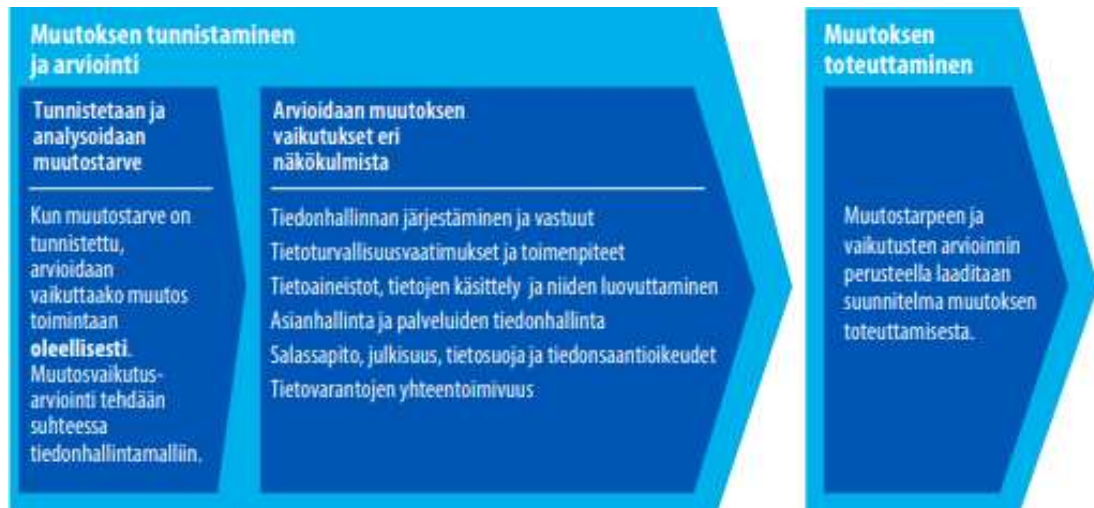 Muutoksen tunnistaminen
ja arviointi
Tunnistetaan ja
analysoidaan
muutostarve
Kun muutostarve on
tunnistettu,
arvioidaan
vaikuttaako muutos
toimintaan
oleellisesti.
Muutosvaikutus-
arviointi tehdään
suhteessa
tiedonhallintamalliin.
Arvioidaan muutoksen
vaikutukset eri
näkökulmista
Tiedonhallinnan järjestäminen ja vastuut
Tietoturvallisuusvaatimukset ja toimenpiteet
Tietoaineistot, tietojen käsittely ja niiden luovuttaminen
Asianhallinta ja palveluiden tiedonhallinta
Salassapito, julkisuus, tietosuoja ja tiedonsaantioikeudet
Tietovarantojen yhteentoimivuus
Muutoksen
toteuttaminen
Muutostarpeen ja
vaikutusten arvioinnin
perusteella laaditaan
suunnitelma muutoksen
toteuttamisesta.